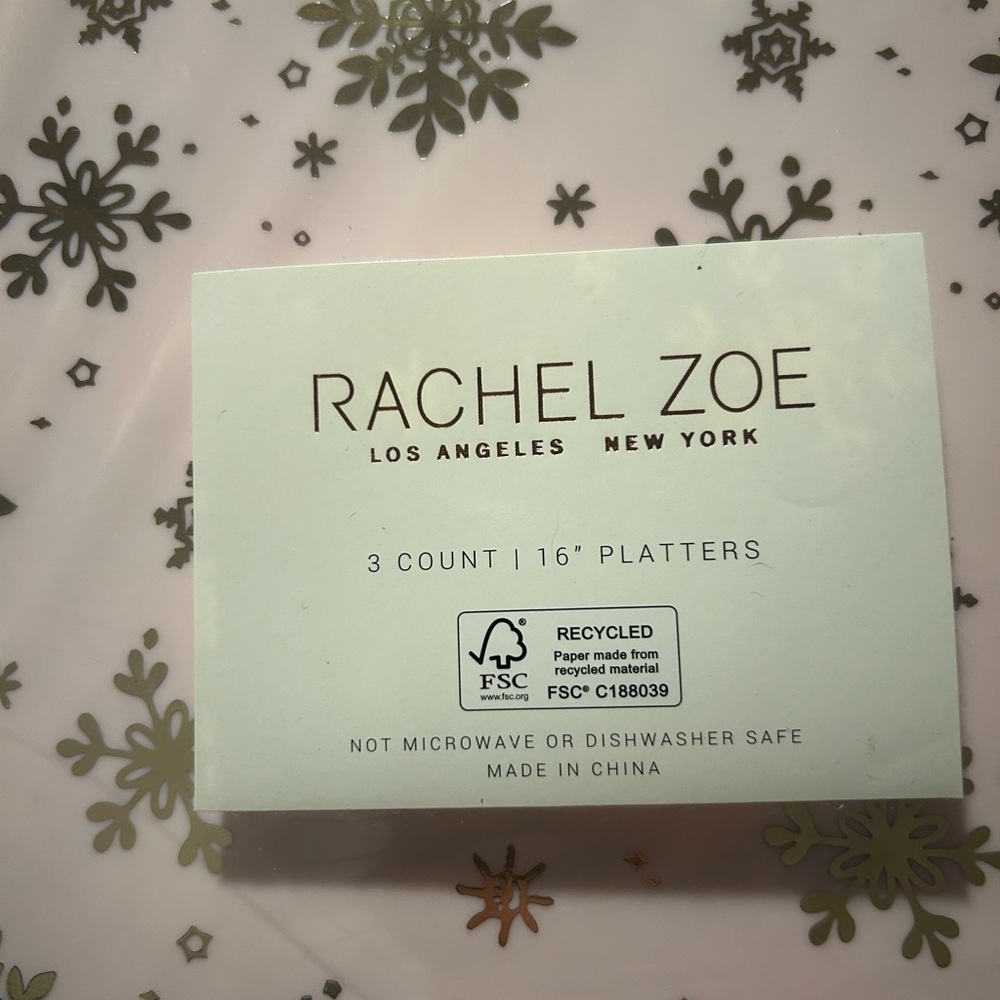 RACHEL ZOE
LOS ANGELES NEW YORK
3 COUNT | 16" PLATTERS
FSC®
www.fsc.org
RECYCLED
Paper made from
recycled material
FSC® C188039
NOT MICROWAVE OR DISHWASHER SAFE
MADE IN CHINA